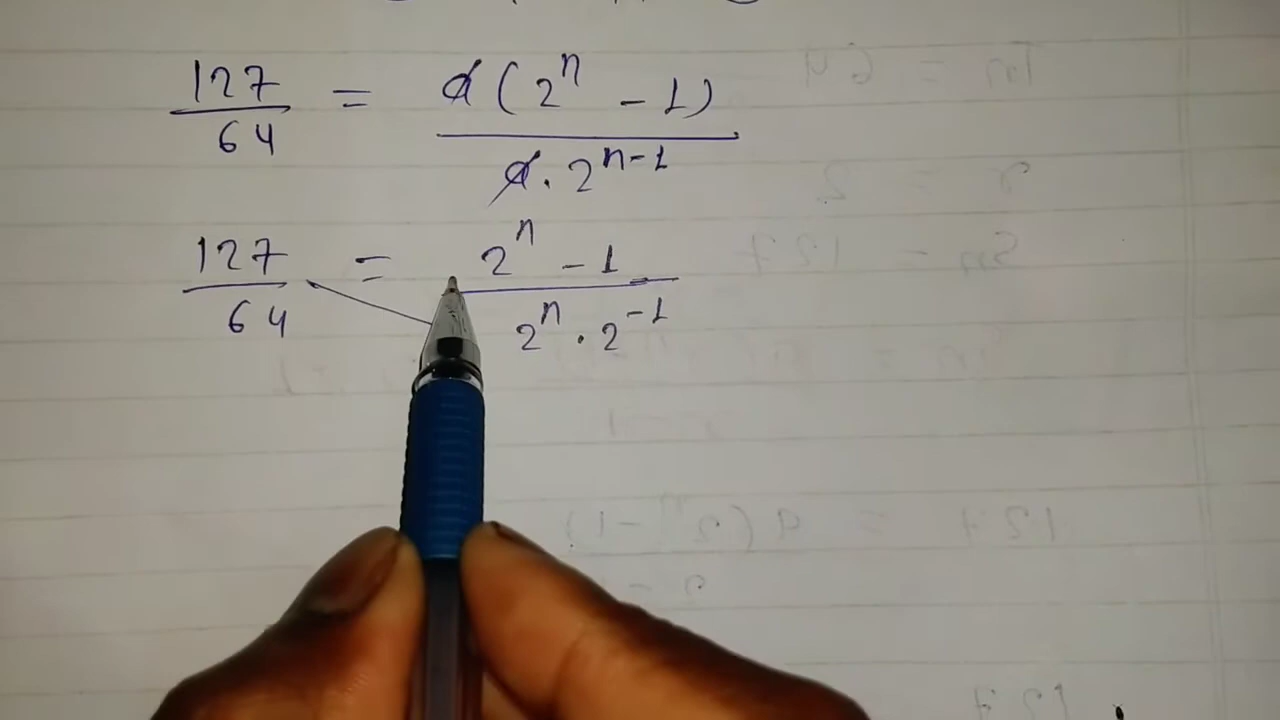 127/64 = a(2^n - 1)/a·2^(n-1)
127/64 = 2^n - 1/2^n·2^-1